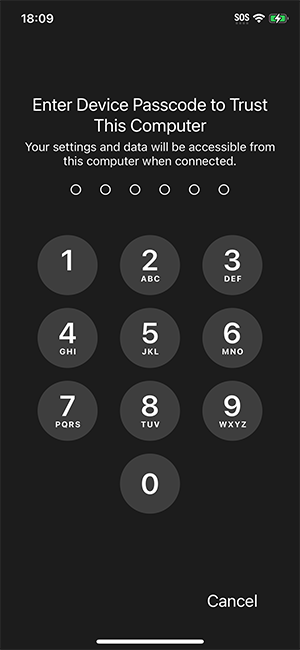 18:09 SOS
Enter Device Passcode to Trust
This Computer
Your settings and data will be accessible from
this computer when connected.
1 2 3
ABC DEF
4 5 6
GHI JKL MNO
7 8 9
PQRS TUV WXYZ
0
Cancel